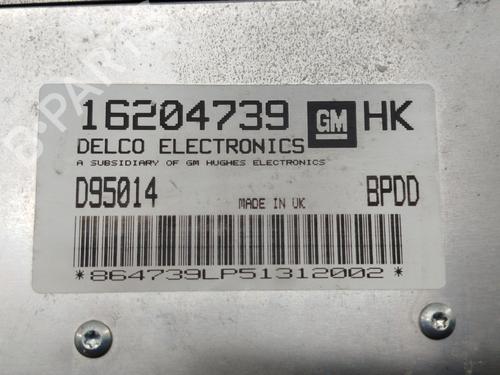 16204739 GM HK
DELCO ELECTRONICS
A SUBSIDIARY OF GM HUGHES ELECTRONICS
D95014 MADE IN UK BPDD
*864739LP51312002*
B-PARTS